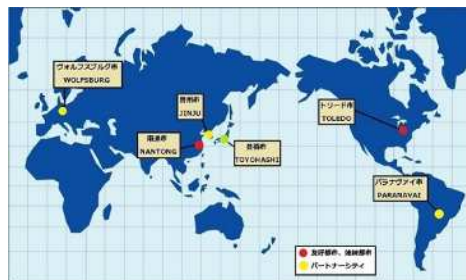 ヴォルフスブルク市
WOLFSBURG
晋州市
JINJU
南通市
NANTONG
豊橋市
TOYOHASHI
トリード市
TOLEDO
パラナヴァイ市
PARANAVAI
友好都市、姉妹都市
パートナーシティ